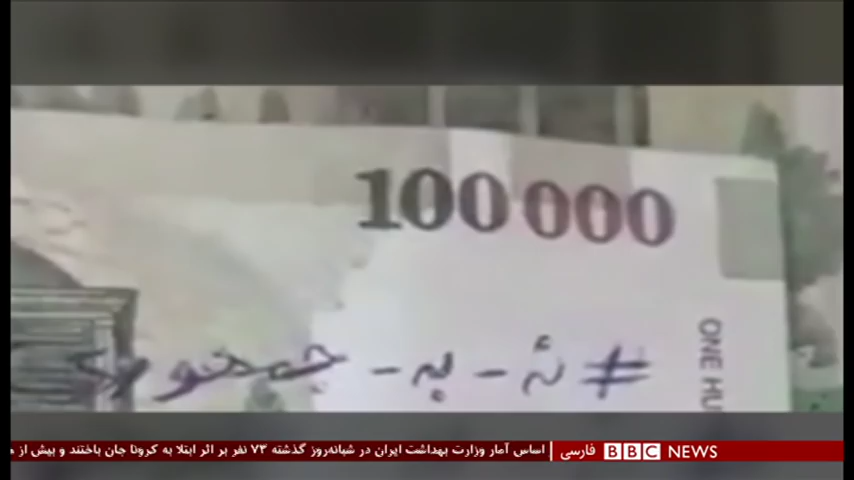 100 000
ONE HU
#نه-به-جمهوری
BBC NEWS فارسی
اساس آمار وزارت بهداشت ایران در شبانه‌روز گذشته ۷۳ نفر بر اثر ابتلا به کرونا جان باختند و بیش از